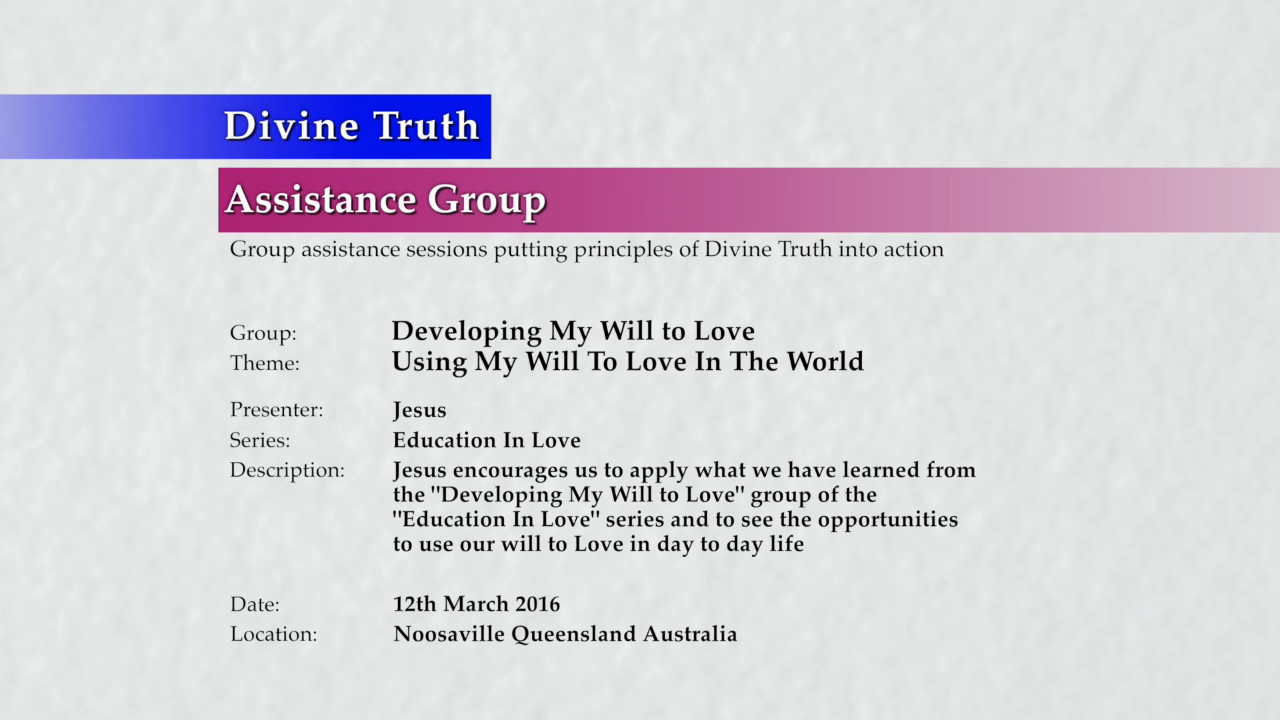 Divine Truth
Assistance Group
Group assistance sessions putting principles of Divine Truth into action
Group: Developing My Will to Love
Theme: Using My Will To Love In The World
Presenter: Jesus
Series: Education In Love
Description: Jesus encourages us to apply what we have learned from
the "Developing My Will to Love" group of the
"Education In Love" series and to see the opportunities
to use our will to Love in day to day life
Date: 12th March 2016
Location: Noosaville Queensland Australia